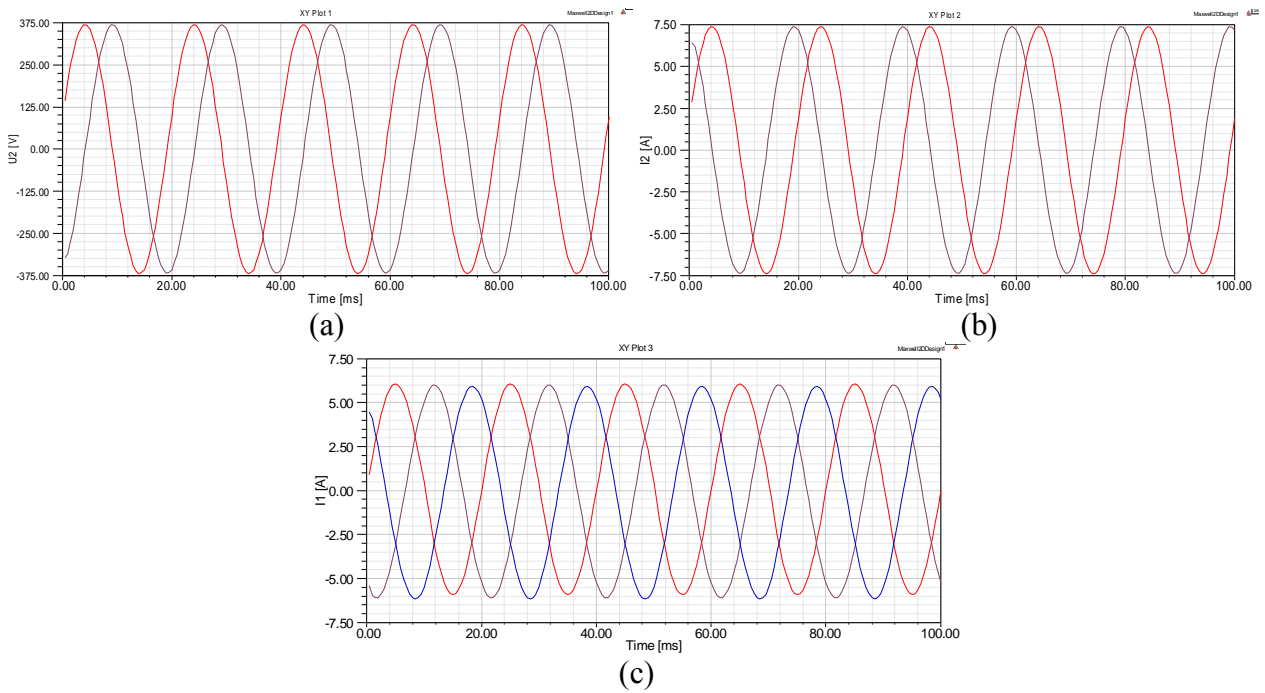 XY Plot 1
Maxwell2DDesign1
375.00
250.00
125.00
0.00
-125.00
-250.00
-375.00
U2 [V]
0.00 20.00 40.00 60.00 80.00 100.00
Time [ms]
(a)
XY Plot 2
Maxwell2DDesign1
7.50
5.00
2.50
0.00
-2.50
-5.00
-7.50
I2 [A]
0.00 20.00 40.00 60.00 80.00 100.00
Time [ms]
(b)
XY Plot 3
Maxwell2DDesign1
7.50
5.00
2.50
0.00
-2.50
-5.00
-7.50
I1 [A]
0.00 20.00 40.00 60.00 80.00 100.00
Time [ms]
(c)